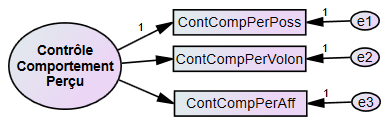 1
ContCompPerPoss
1
e1
Contrôle
Comportement
Perçu
ContCompPerVolon
1
e2
ContCompPerAff
1
e3